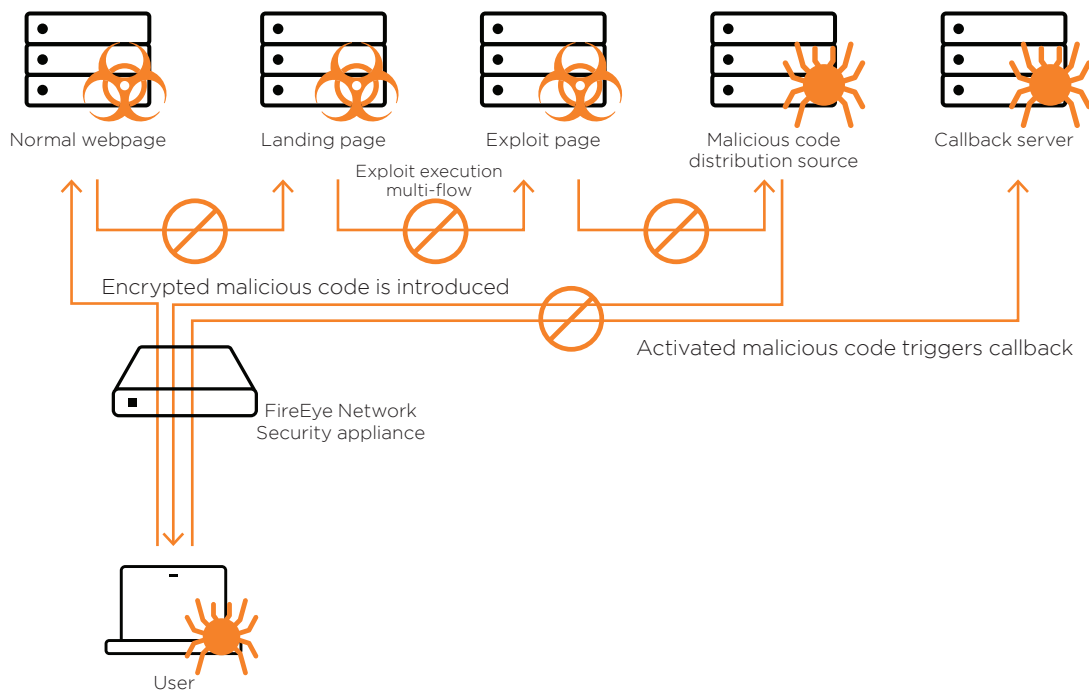 Normal webpage
Landing page
Exploit page
Malicious code
distribution source
Callback server
Exploit execution
multi-flow
Encrypted malicious code is introduced
Activated malicious code triggers callback
FireEye Network
Security appliance
User